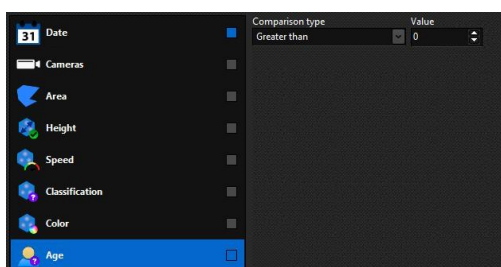 31 Date
Cameras
Area
Height
Speed
Classification
Color
Age
Comparison type Value
Greater than 0